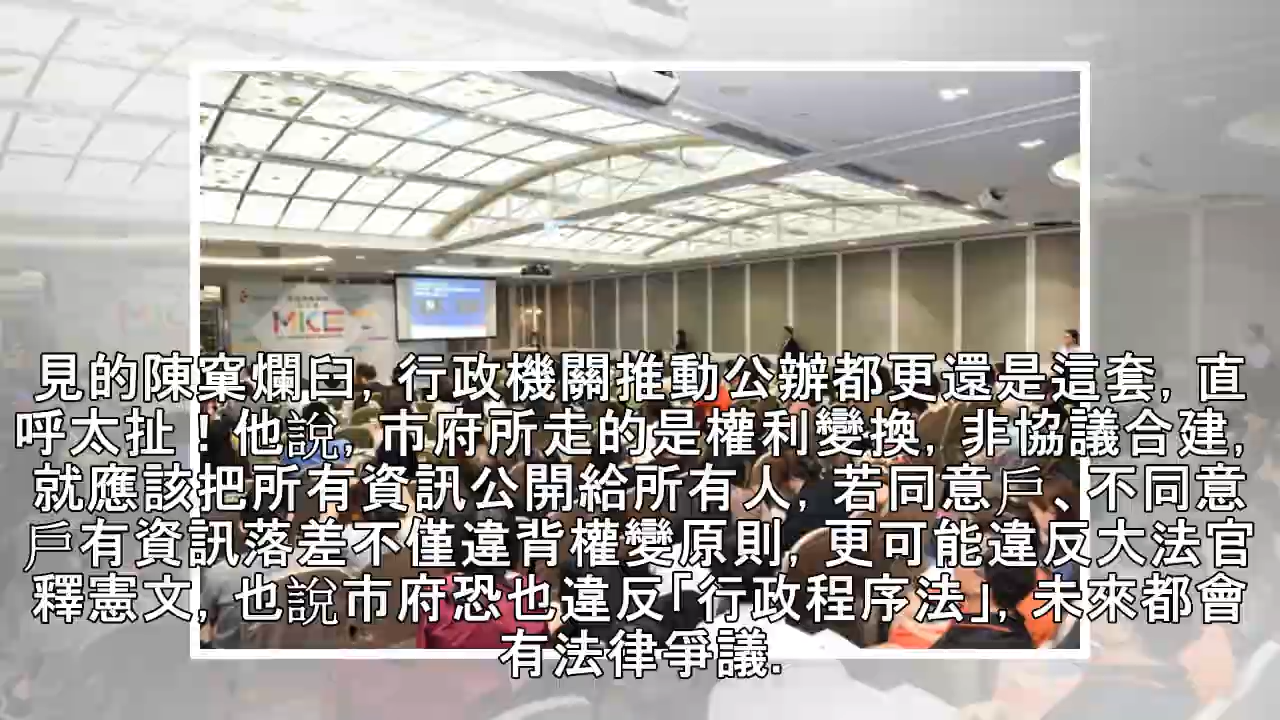 MKE
見的陳窠爛臼, 行政機關推動公辦都更還是這套, 直
呼太扯！他說, 市府所走的是權利變換, 非協議合建,
就應該把所有資訊公開給所有人, 若同意戶、不同意
戶有資訊落差不僅違背權變原則, 更可能違反大法官
釋憲文, 也說市府恐也違反「行政程序法」, 未來都會
有法律爭議.